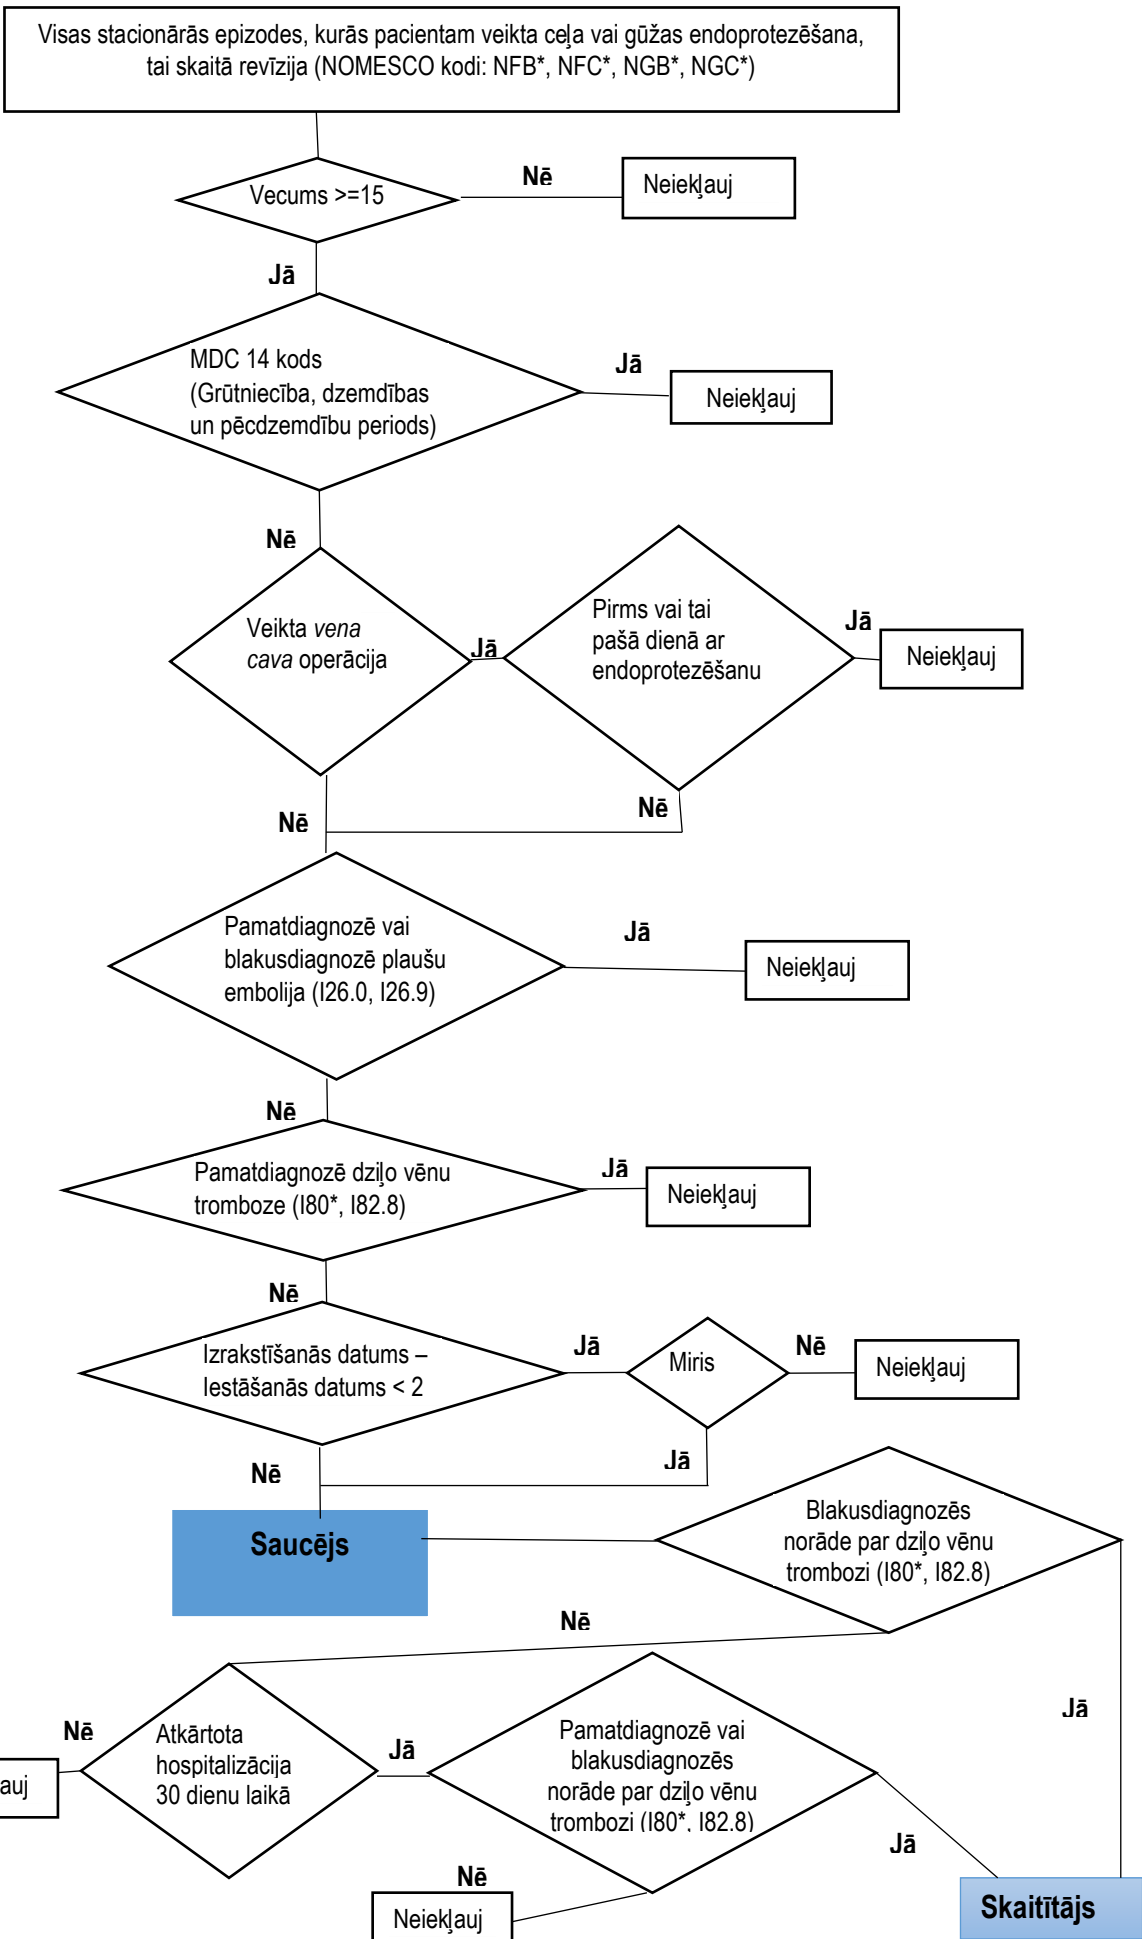 Visas stacionārās epizodes, kurās pacientam veikta ceļa vai gūžas endoprotezēšana,
tai skaitā revīzija (NOMESCO kodi: NFB*, NFC*, NGB*, NGC*)
Vecums >=15
Nē
Neiekļauj
Jā
MDC 14 kods
(Grūtniecība, dzemdības
un pēcdzemdību periods)
Jā
Neiekļauj
Nē
Veikta vena
cava operācija
Jā
Pirms vai tai
pašā dienā ar
endoprotezēšanu
Jā
Neiekļauj
Nē
Nē
Pamatdiagnozē vai
blakusdiagnozē plaušu
embolija (I26.0, I26.9)
Jā
Neiekļauj
Nē
Pamatdiagnozē dziļo vēnu
tromboze (I80*, I82.8)
Jā
Neiekļauj
Nē
Izrakstīšanās datums –
Iestāšanās datums < 2
Jā
Miris
Nē
Neiekļauj
Nē
Jā
Saucējs
Blakusdiagnozēs
norāde par dziļo vēnu
trombozi (I80*, I82.8)
Nē
Jā
Nē
auj
Atkārtota
hospitalizācija
30 dienu laikā
Jā
Pamatdiagnozē vai
blakusdiagnozēs
norāde par dziļo vēnu
trombozi (I80*, I82.8)
Jā
Nē
Neiekļauj
Skaitītājs